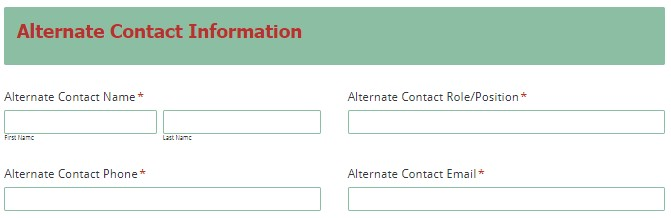 Alternate Contact Information
Alternate Contact Name*
Alternate Contact Role/Position*
First Name
Last Name
Alternate Contact Phone*
Alternate Contact Email*